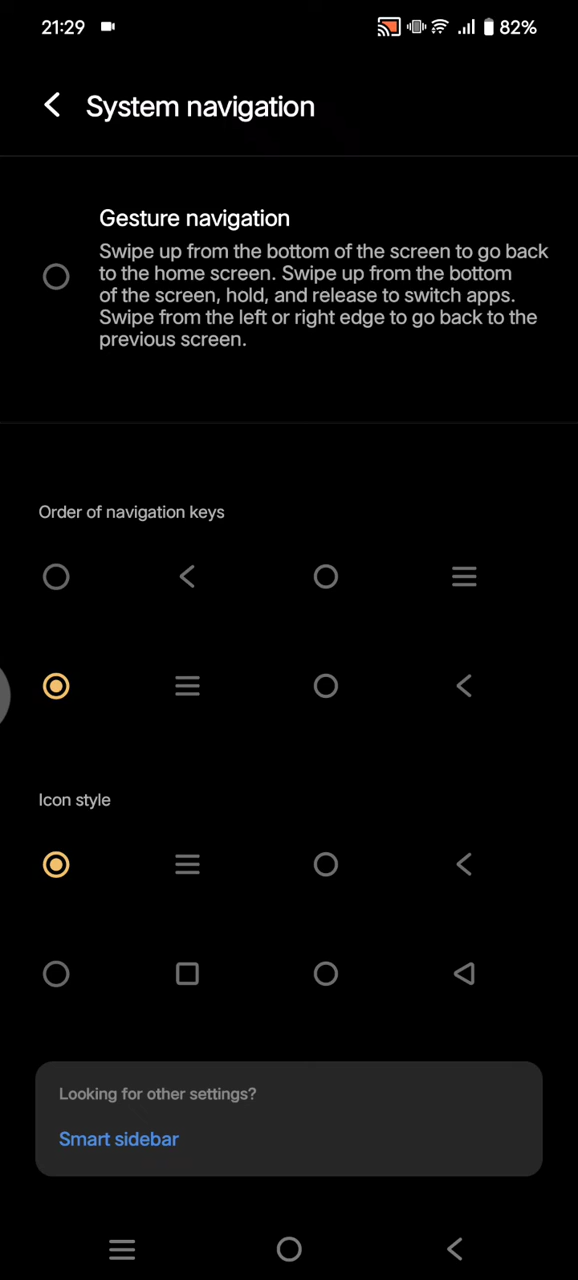 21:29
82%
System navigation
Gesture navigation
Swipe up from the bottom of the screen to go back
to the home screen. Swipe up from the bottom
of the screen, hold, and release to switch apps.
Swipe from the left or right edge to go back to the
previous screen.
Order of navigation keys
Icon style
Looking for other settings?
Smart sidebar